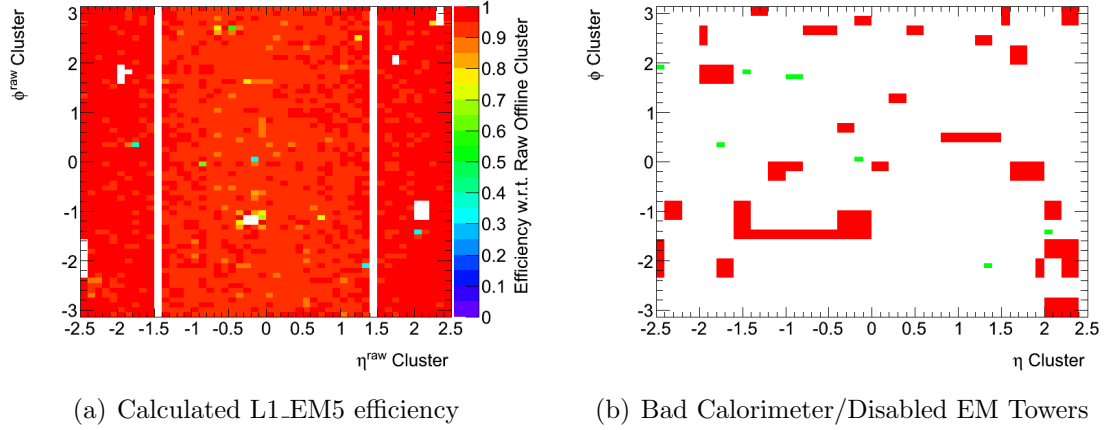 φ^raw Cluster
3
2
1
0
-1
-2
-3
-2.5 -2 -1.5 -1 -0.5 0 0.5 1 1.5 2 2.5
η^raw Cluster
1
0.9
0.8
0.7
0.6
0.5
0.4
0.3
0.2
0.1
0
Efficiency w.r.t. Raw Offline Cluster
(a) Calculated L1_EM5 efficiency
φ Cluster
3
2
1
0
-1
-2
-3
-2.5 -2 -1.5 -1 -0.5 0 0.5 1 1.5 2 2.5
η Cluster
(b) Bad Calorimeter/Disabled EM Towers